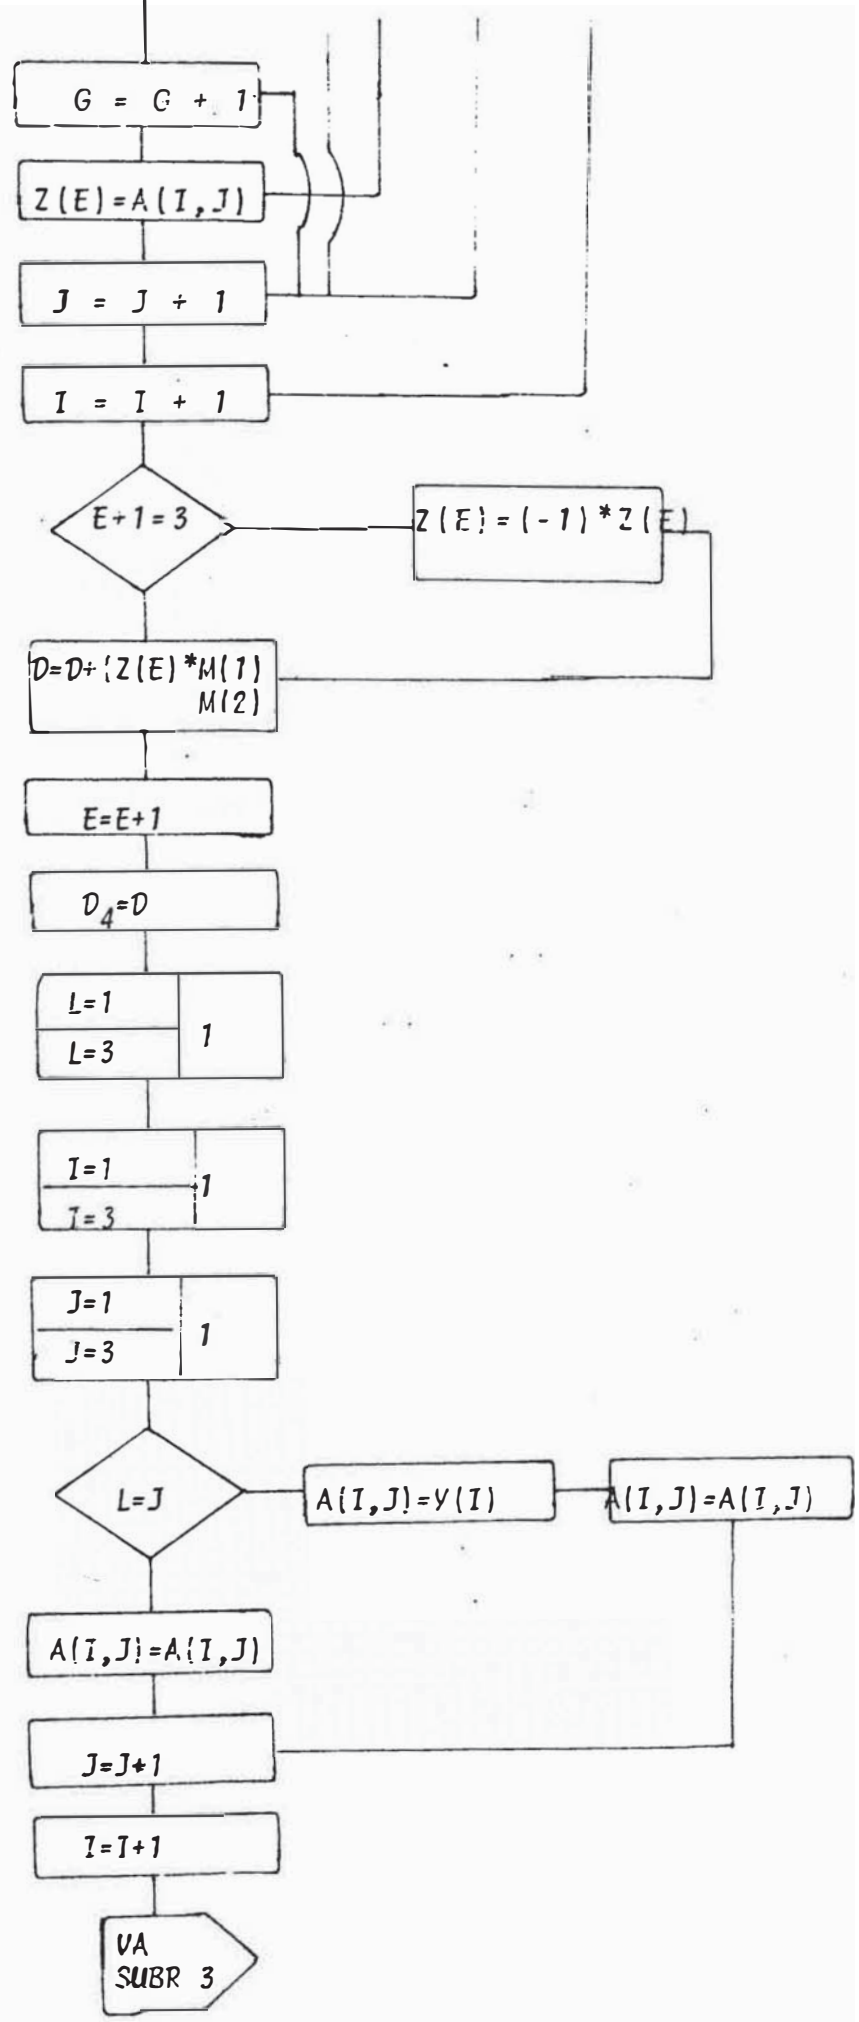 G = G + 1
Z(E)=A(I,J)
J = J + 1
I = I + 1
E+1=3
Z(E)=(-1)*Z(E)
D=D+(Z(E)*M(1)
M(2)
E=E+1
D4=D
L=1
L=3
1
I=1
I=3
1
J=1
J=3
1
L=J
A(I,J)=Y(I)
A(I,J)=A(I,J)
A(I,J)=A(I,J)
J=J+1
I=I+1
VA
SUBR 3